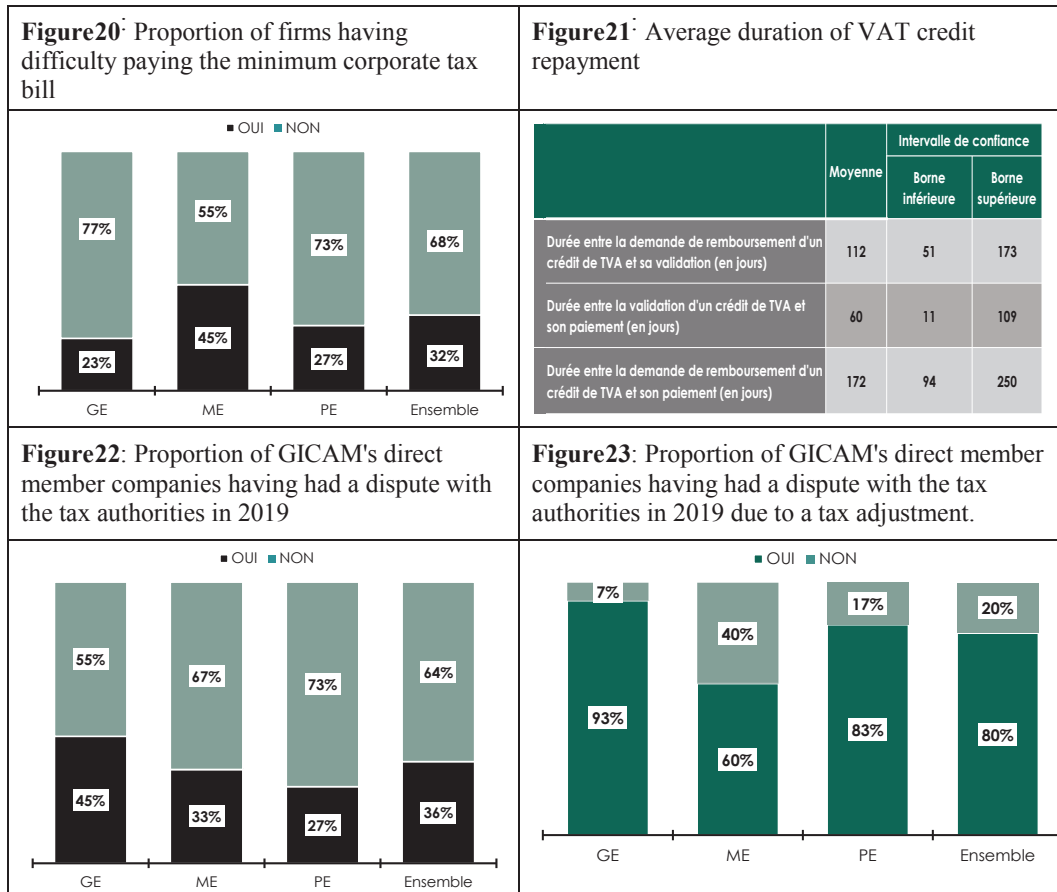 Figure20: Proportion of firms having
difficulty paying the minimum corporate tax
bill
■ OUI ■ NON
77%
55%
73%
68%
23%
45%
27%
32%
GE
ME
PE
Ensemble
Figure21: Average duration of VAT credit
repayment
Moyenne
Intervalle de confiance
Borne
inférieure
Borne
supérieure
Durée entre la demande de remboursement d'un
crédit de TVA et sa validation (en jours)
112
51
173
Durée entre la validation d'un crédit de TVA et
son paiement (en jours)
60
11
109
Durée entre la demande de remboursement d'un
crédit de TVA et son paiement (en jours)
172
94
250
Figure22: Proportion of GICAM's direct
member companies having had a dispute with
the tax authorities in 2019
■ OUI ■ NON
55%
67%
73%
64%
45%
33%
27%
36%
GE
ME
PE
Ensemble
Figure23: Proportion of GICAM's direct member
companies having had a dispute with the tax
authorities in 2019 due to a tax adjustment.
■ OUI ■ NON
7%
40%
17%
20%
93%
60%
83%
80%
GE
ME
PE
Ensemble